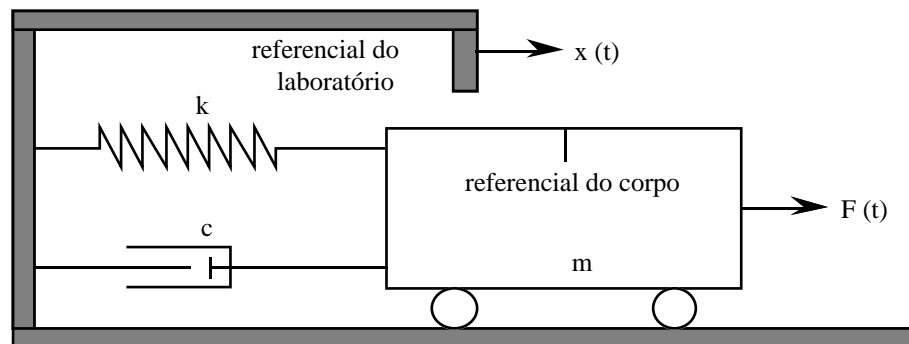 referencial do
laboratório
x (t)
k
referencial do corpo
F (t)
c
m